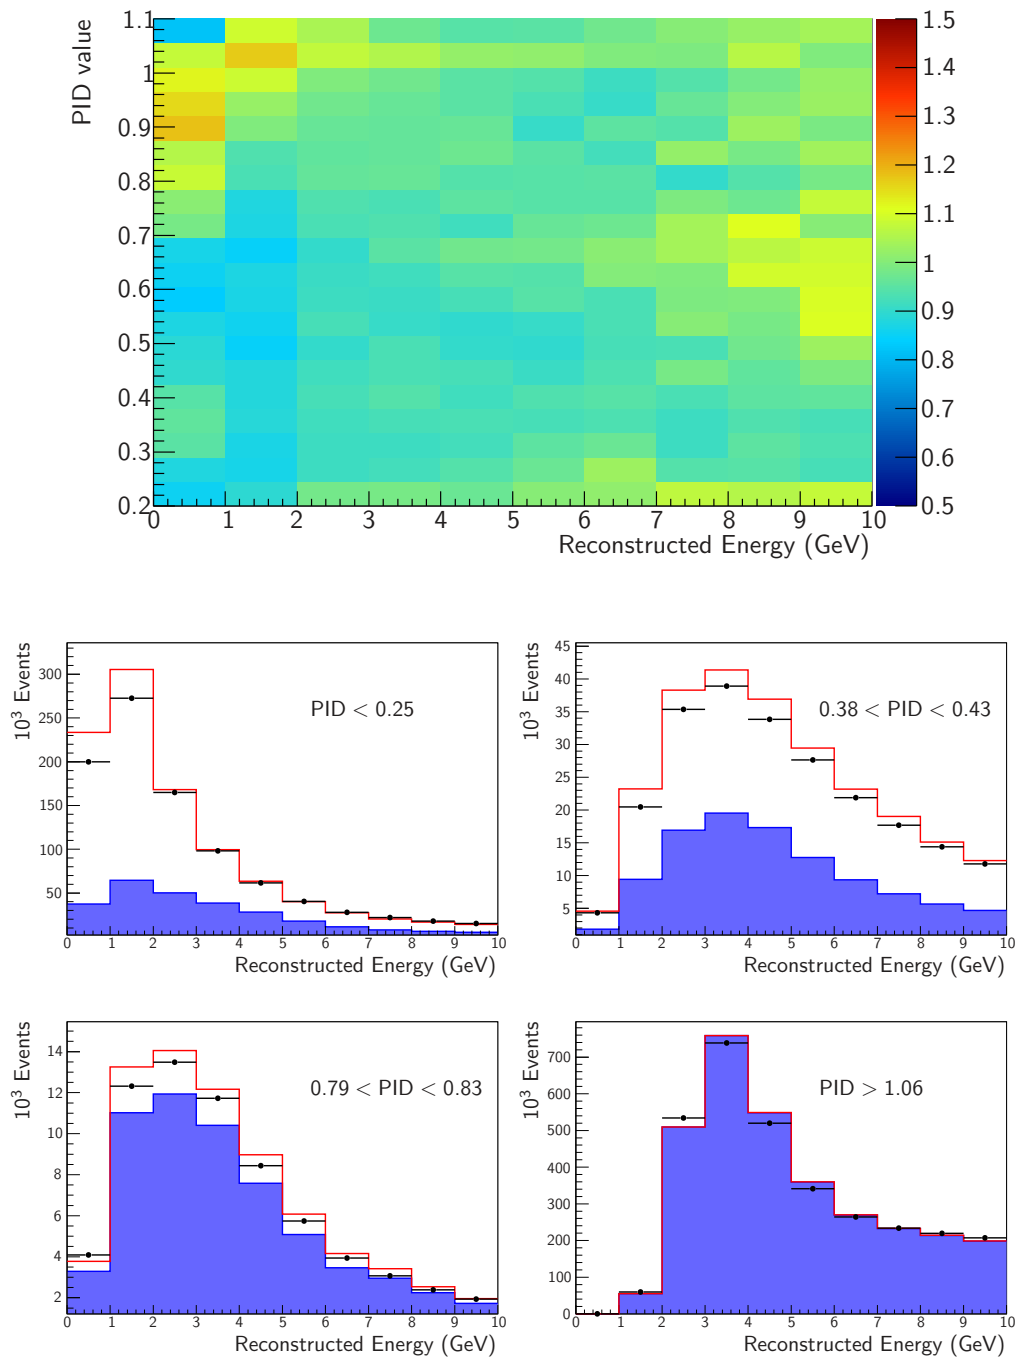 1.1
1
0.9
0.8
0.7
0.6
0.5
0.4
0.3
0.2
PID value
0 1 2 3 4 5 6 7 8 9 10
Reconstructed Energy (GeV)
1.5
1.4
1.3
1.2
1.1
1
0.9
0.8
0.7
0.6
0.5
10³ Events
300
250
200
150
100
50
PID < 0.25
0 1 2 3 4 5 6 7 8 9 10
Reconstructed Energy (GeV)
10³ Events
45
40
35
30
25
20
15
10
5
0.38 < PID < 0.43
0 1 2 3 4 5 6 7 8 9 10
Reconstructed Energy (GeV)
10³ Events
14
12
10
8
6
4
2
0.79 < PID < 0.83
0 1 2 3 4 5 6 7 8 9 10
Reconstructed Energy (GeV)
10³ Events
700
600
500
400
300
200
100
0
PID > 1.06
0 1 2 3 4 5 6 7 8 9 10
Reconstructed Energy (GeV)